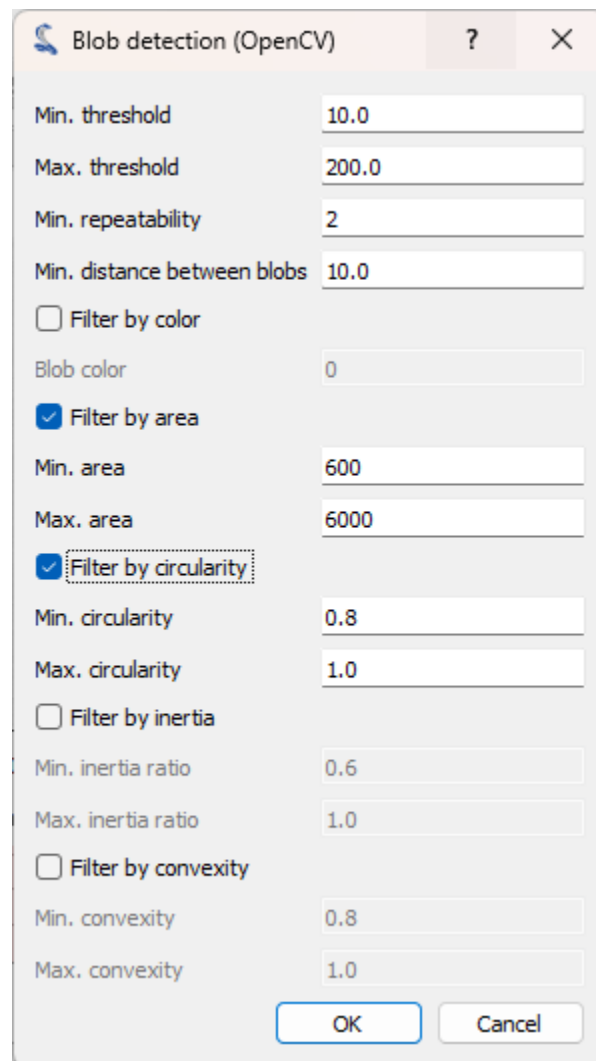 Blob detection (OpenCV) ?
Min. threshold 10.0
Max. threshold 200.0
Min. repeatability 2
Min. distance between blobs 10.0
Filter by color
Blob color 0
Filter by area
Min. area 600
Max. area 6000
Filter by circularity
Min. circularity 0.8
Max. circularity 1.0
Filter by inertia
Min. inertia ratio 0.6
Max. inertia ratio 1.0
Filter by convexity
Min. convexity 0.8
Max. convexity 1.0
OK Cancel